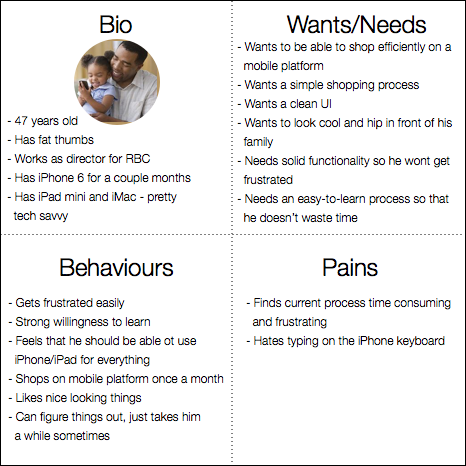 Bio
- 47 years old
- Has fat thumbs
- Works as director for RBC
- Has iPhone 6 for a couple months
- Has iPad mini and iMac - pretty
tech savvy
Wants/Needs
- Wants to be able to shop efficiently on a
mobile platform
- Wants a simple shopping process
- Wants a clean UI
- Wants to look cool and hip in front of his
family
- Needs solid functionality so he wont get
frustrated
- Needs an easy-to-learn process so that
he doesn't waste time
Behaviours
- Gets frustrated easily
- Strong willingness to learn
- Feels that he should be able ot use
iPhone/iPad for everything
- Shops on mobile platform once a month
- Likes nice looking things
- Can figure things out, just takes him
a while sometimes
Pains
- Finds current process time consuming
and frustrating
- Hates typing on the iPhone keyboard